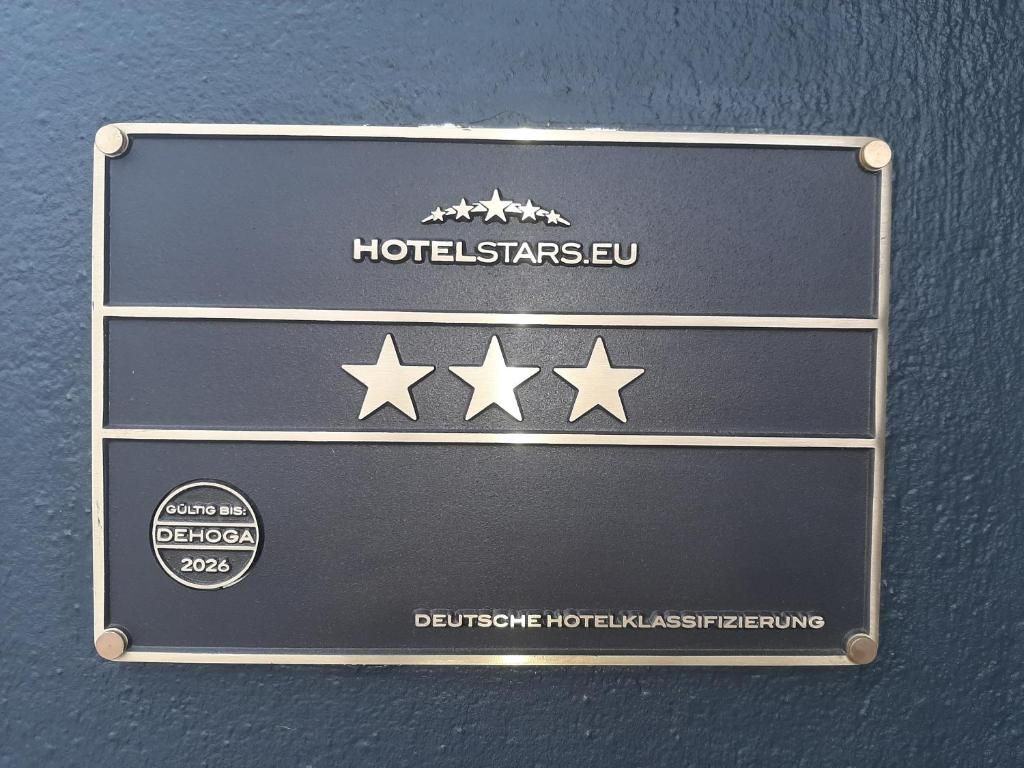 HOTELSTARS.EU
GÜLTIG BIS:
DEHOGA
2026
DEUTSCHE HOTELKLASSIFIZIERUNG